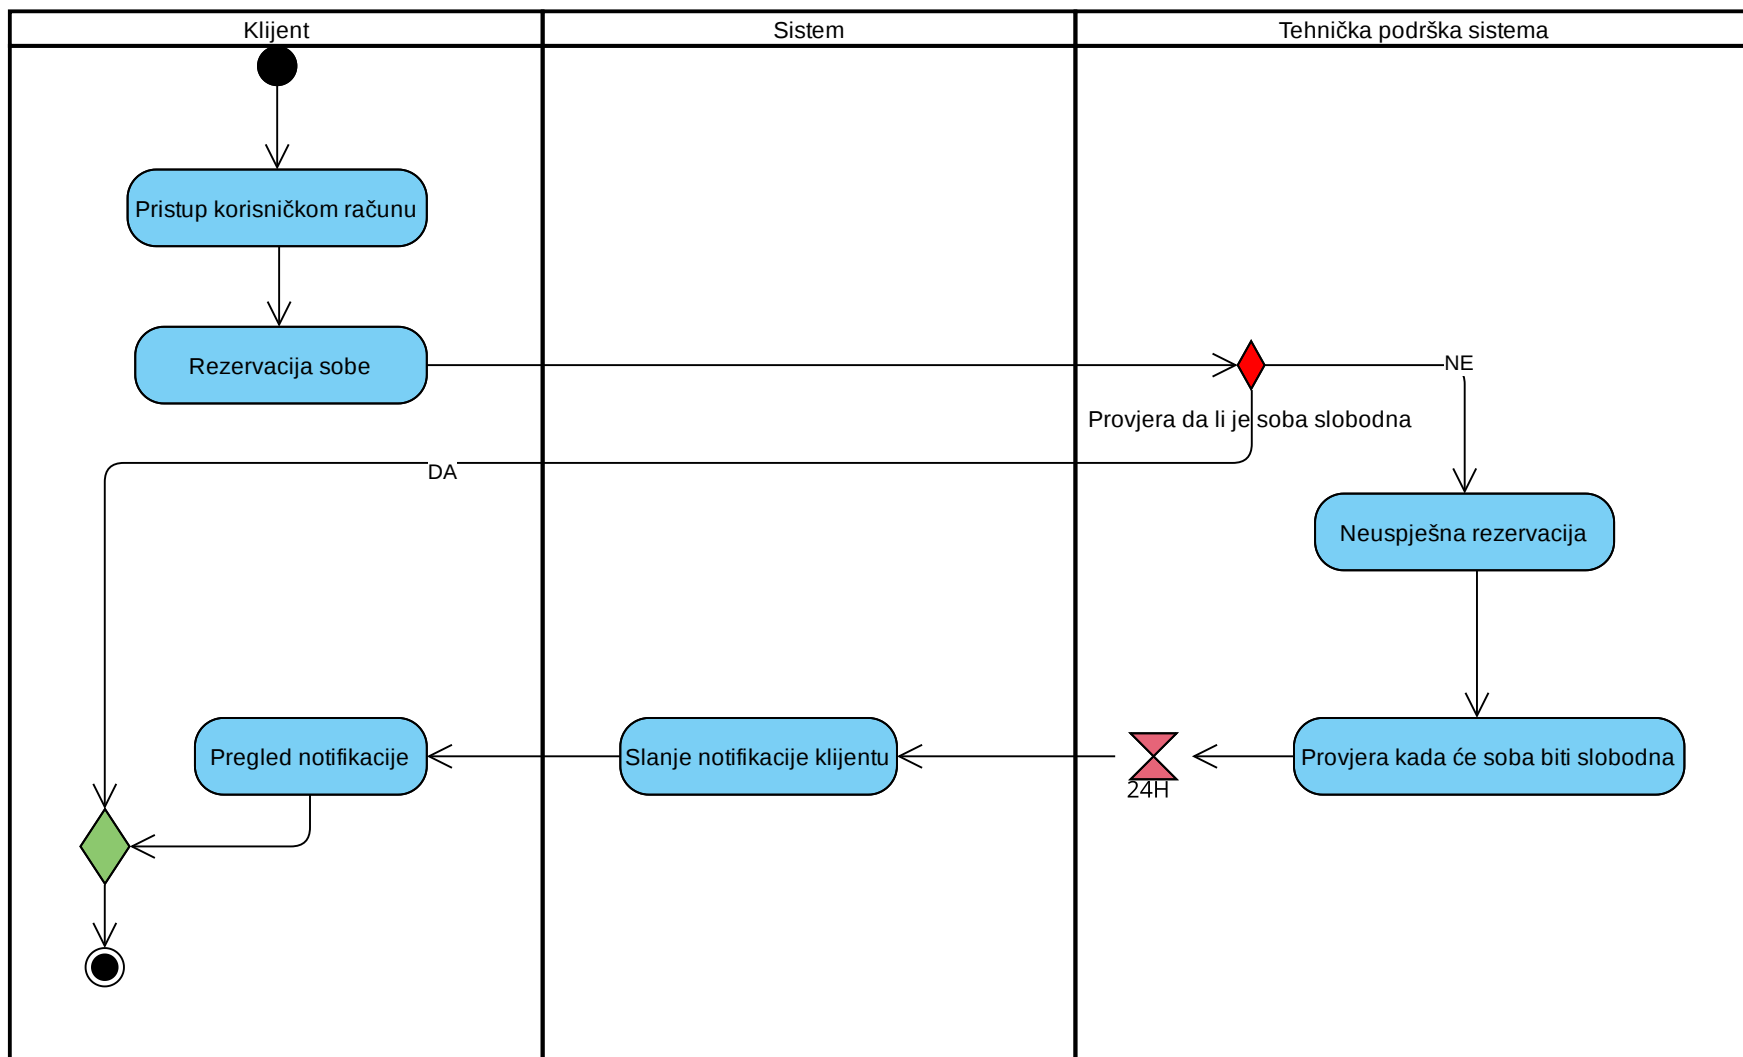 Klijent
Sistem
Tehnička podrška sistema
Pristup korisničkom računu
Rezervacija sobe
NE
Provjera da li je soba slobodna
DA
Neuspješna rezervacija
Pregled notifikacije
Slanje notifikacije klijentu
24H
Provjera kada će soba biti slobodna